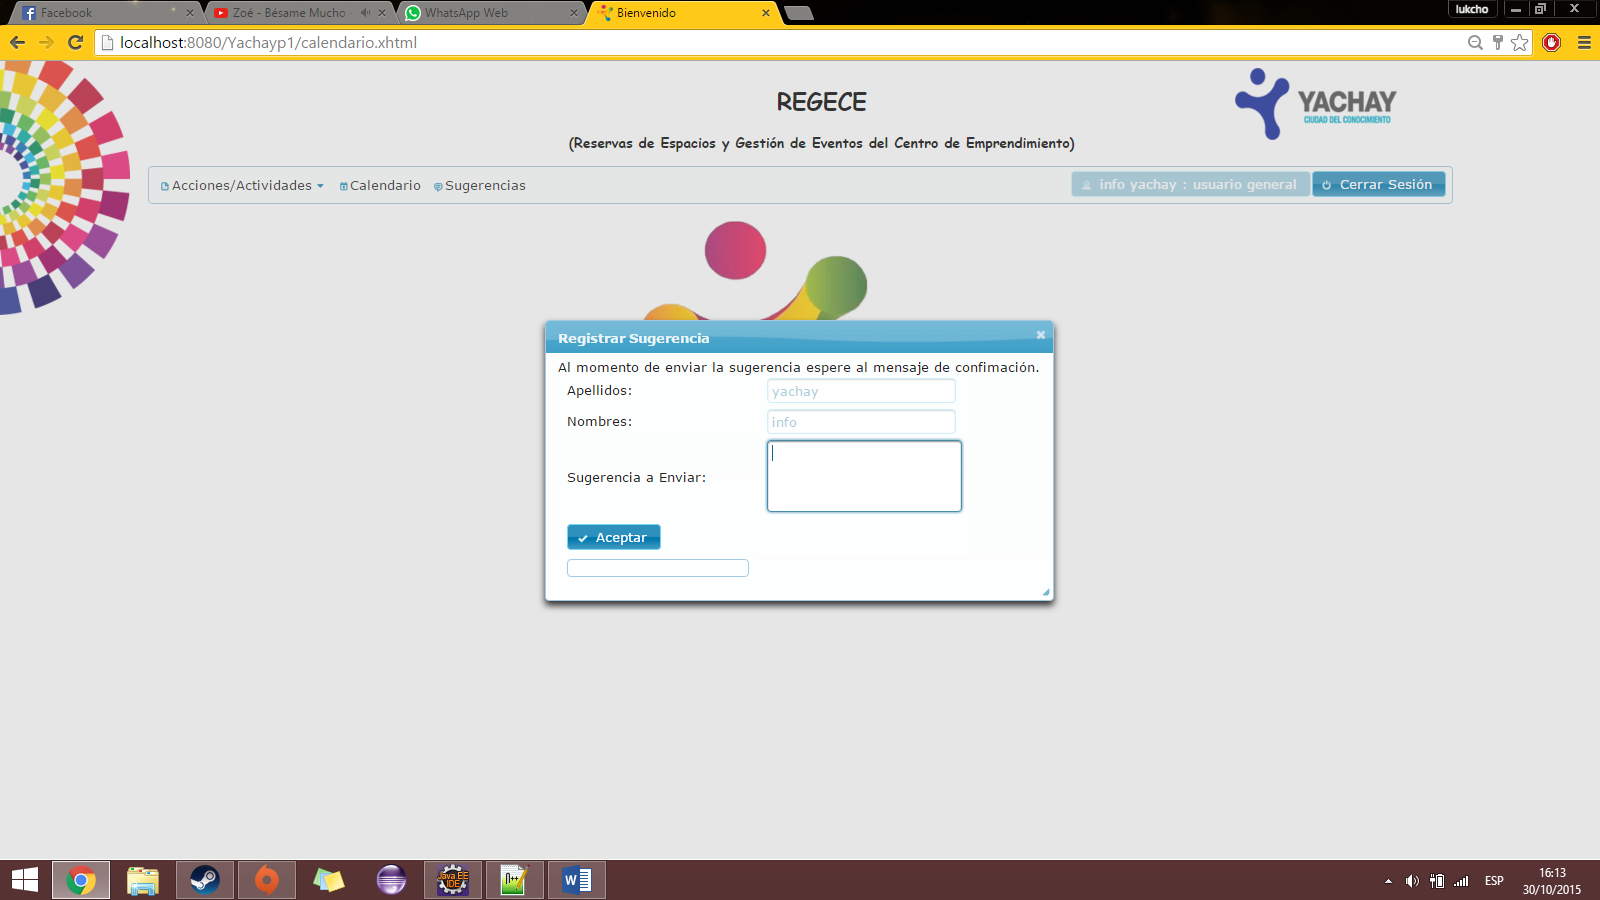 Facebook
Zoé - Bésame Mucho
WhatsApp Web
Bienvenido
lukcho
localhost:8080/Yachayp1/calendario.xhtml
REGECE
YACHAY
CIUDAD DEL CONOCIMIENTO
(Reservas de Espacios y Gestión de Eventos del Centro de Emprendimiento)
Acciones/Actividades
Calendario
Sugerencias
info yachay : usuario general
Cerrar Sesión
Registrar Sugerencia
Al momento de enviar la sugerencia espere al mensaje de confimación.
Apellidos:
yachay
Nombres:
info
Sugerencia a Enviar:
Aceptar
Java EE
IDE
ESP
16:13
30/10/2015